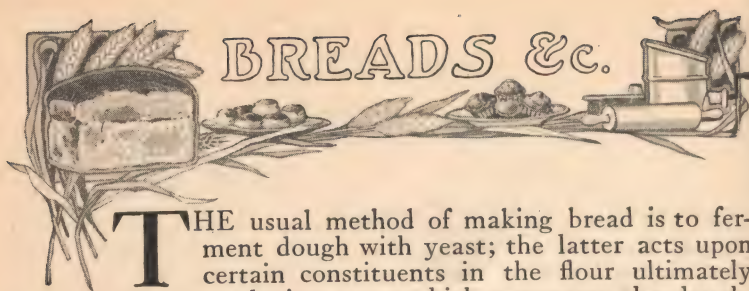 BREADS &c.
THE usual method of making bread is to fer-
ment dough with yeast; the latter acts upon
certain constituents in the flour ultimately